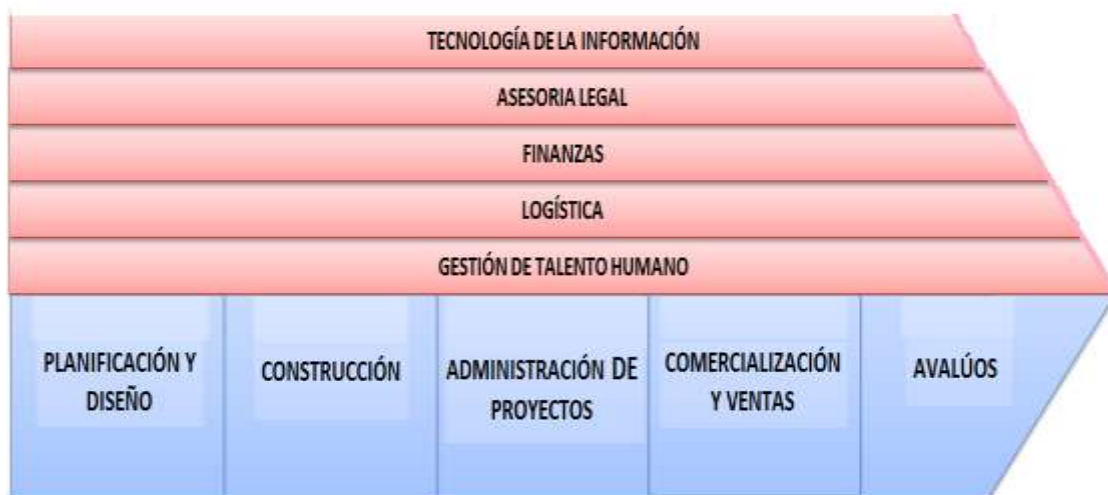 TECNOLOGÍA DE LA INFORMACIÓN
ASESORIA LEGAL
FINANZAS
LOGÍSTICA
GESTIÓN DE TALENTO HUMANO
PLANIFICACIÓN Y
DISEÑO
CONSTRUCCIÓN
ADMINISTRACIÓN DE
PROYECTOS
COMERCIALIZACIÓN
Y VENTAS
AVALÚOS